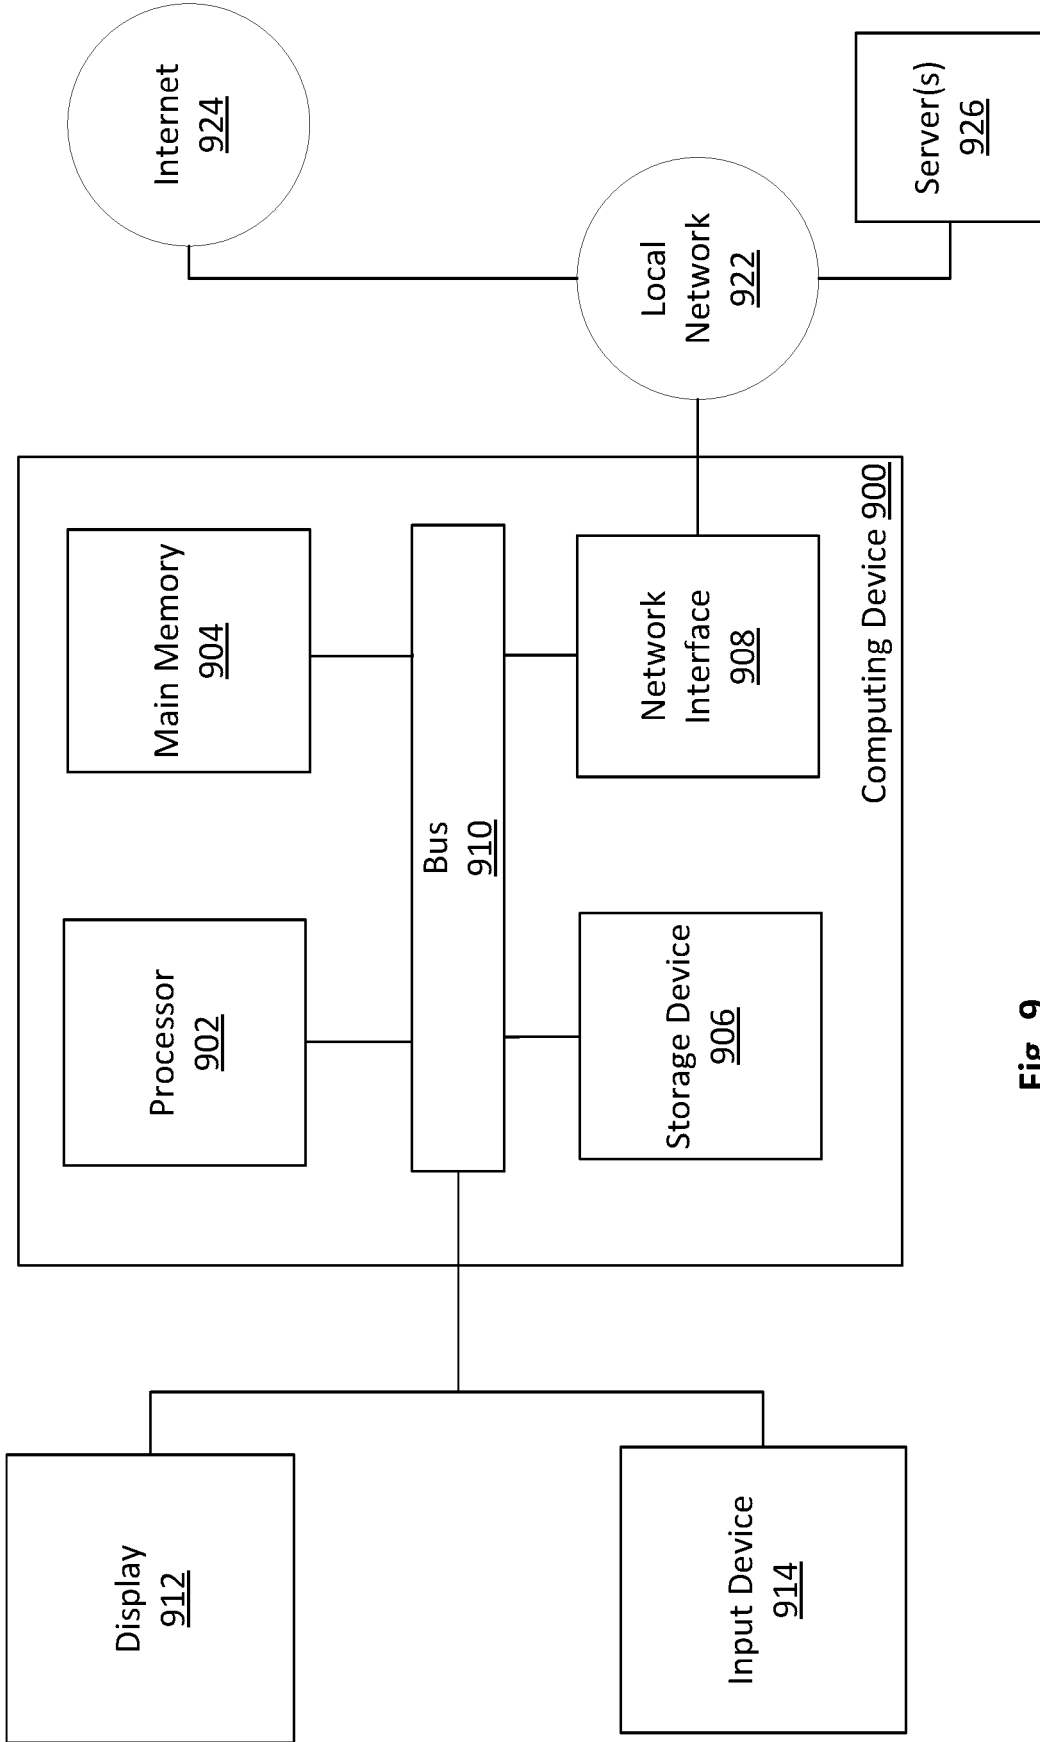 Display
912
Input Device
914
Processor
902
Main Memory
904
Bus
910
Storage Device
906
Network
Interface
908
Computing Device 900
Internet
924
Local
Network
922
Server(s)
926
Fig. 9